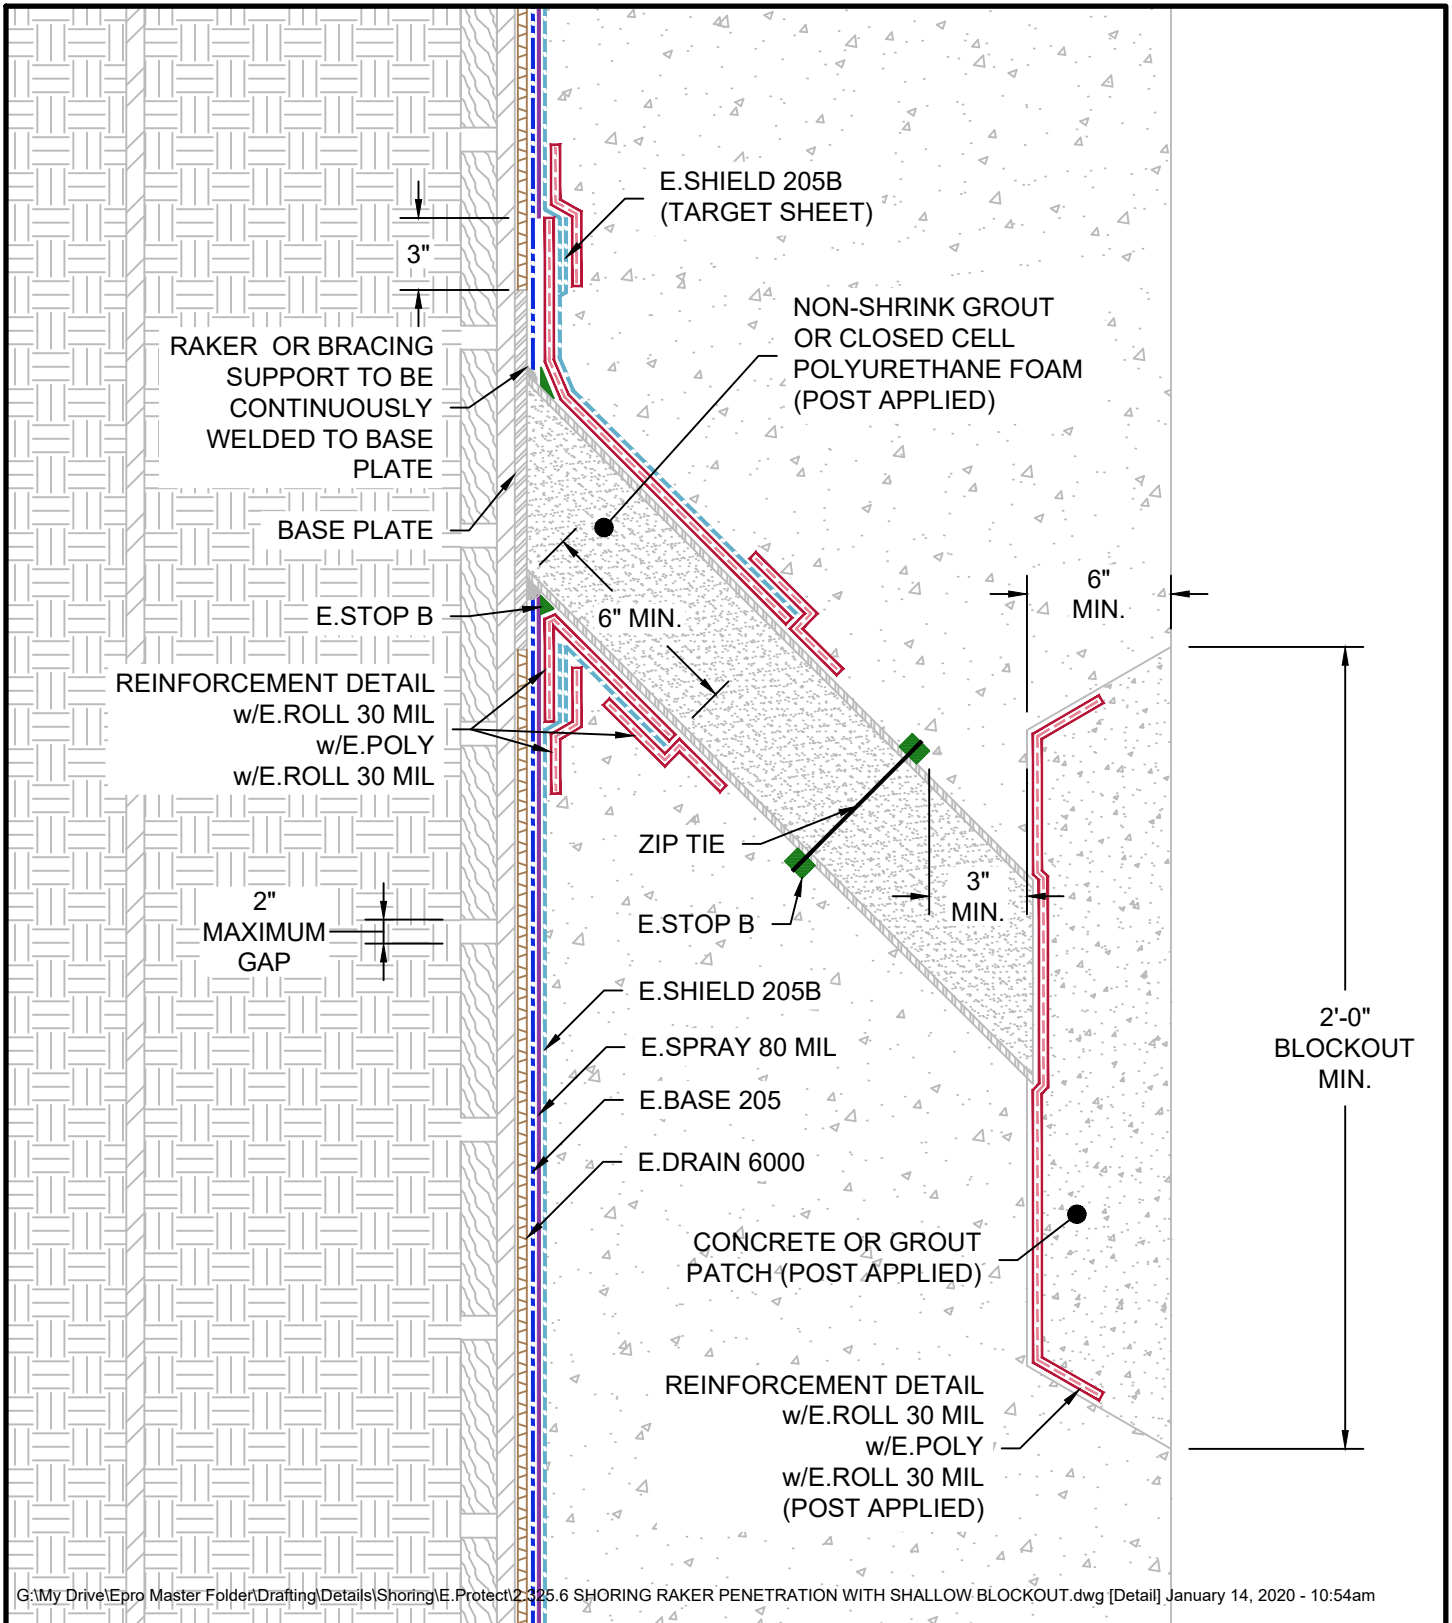 E.SHIELD 205B
(TARGET SHEET)
3"
NON-SHRINK GROUT
OR CLOSED CELL
POLYURETHANE FOAM
(POST APPLIED)
RAKER OR BRACING
SUPPORT TO BE
CONTINUOUSLY
WELDED TO BASE
PLATE
BASE PLATE
6"
MIN.
E.STOP B
6" MIN.
REINFORCEMENT DETAIL
w/E.ROLL 30 MIL
w/E.POLY
w/E.ROLL 30 MIL
ZIP TIE
3"
MIN.
2"
MAXIMUM
GAP
E.STOP B
E.SHIELD 205B
2'-0"
BLOCKOUT
MIN.
E.SPRAY 80 MIL
E.BASE 205
E.DRAIN 6000
CONCRETE OR GROUT
PATCH (POST APPLIED)
REINFORCEMENT DETAIL
w/E.ROLL 30 MIL
w/E.POLY
w/E.ROLL 30 MIL
(POST APPLIED)
G:\My Drive\Epro Master Folder\Drafting\Details\Shoring\E.Protect\2.325.6 SHORING RAKER PENETRATION WITH SHALLOW BLOCKOUT.dwg [Detail] January 14, 2020 - 10:54am